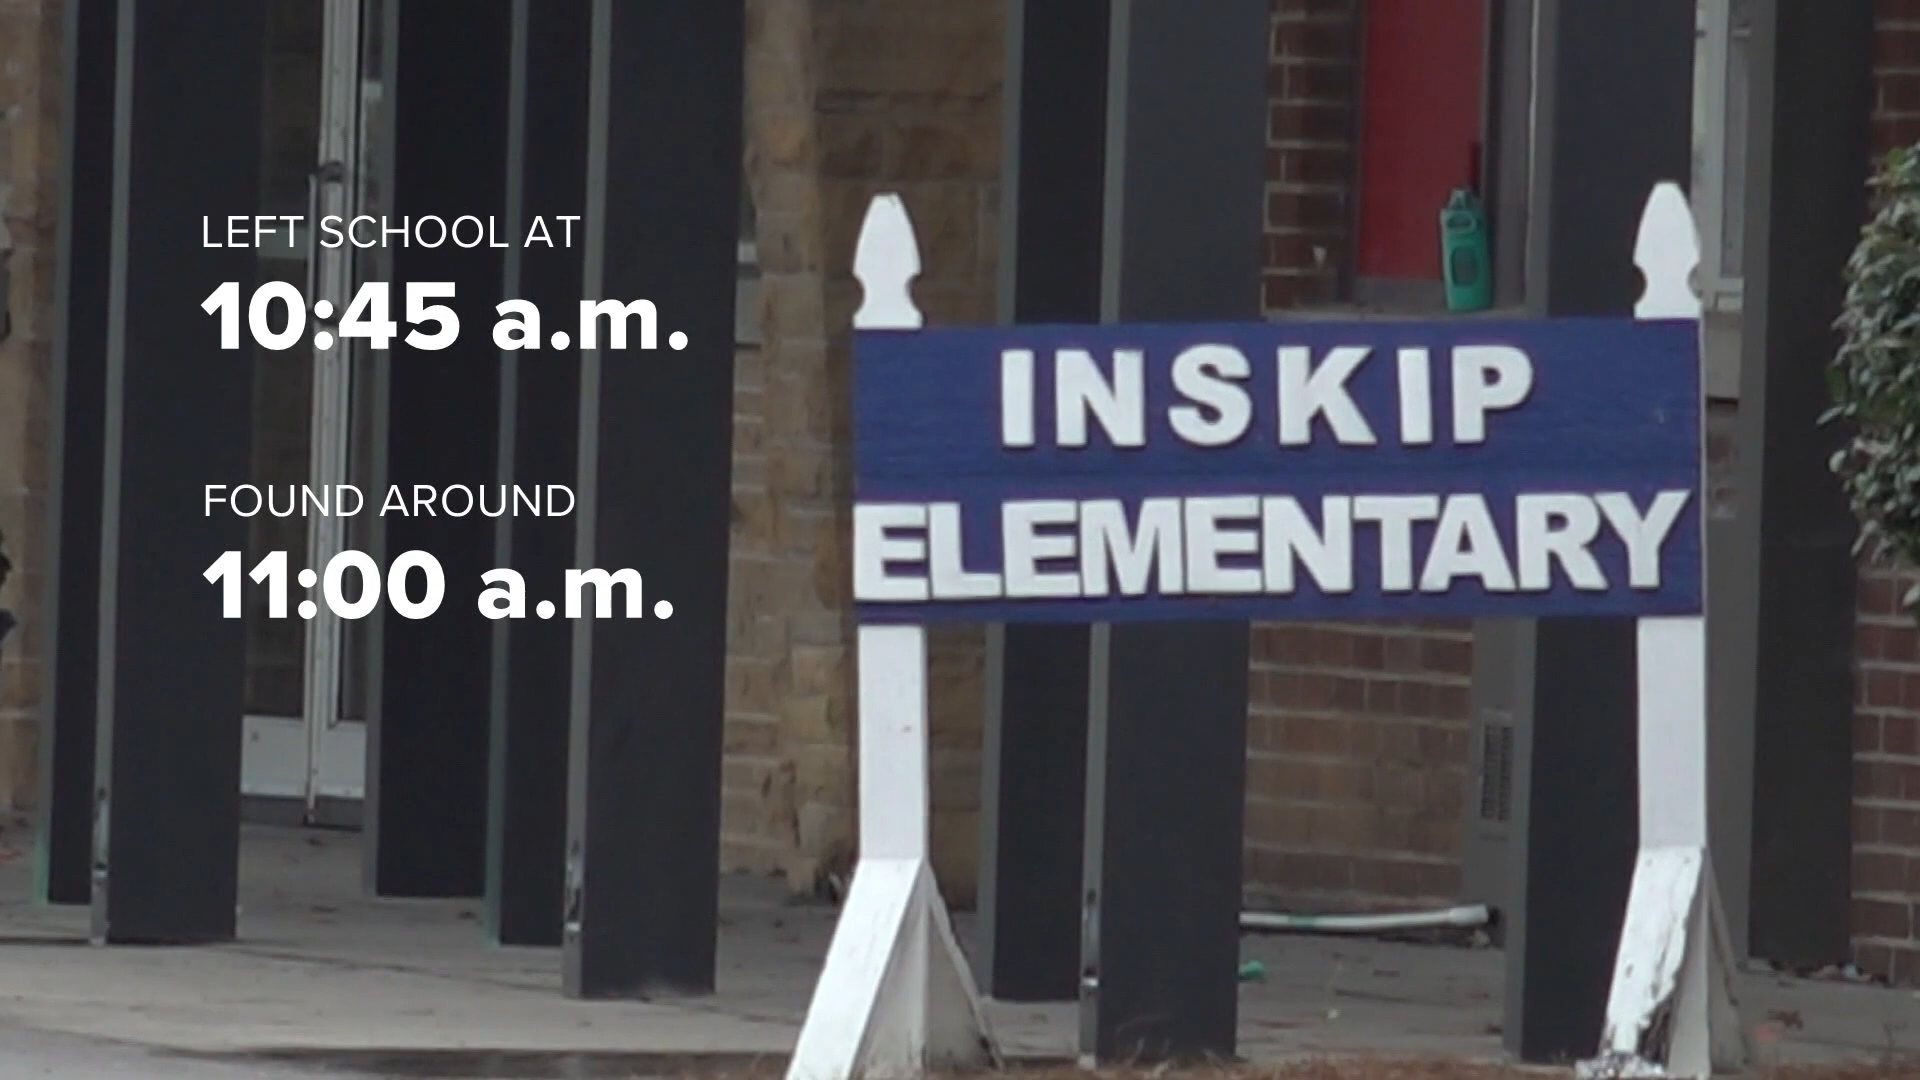 LEFT SCHOOL AT
10:45 a.m.
FOUND AROUND
11:00 a.m.
INSKIP
ELEMENTARY